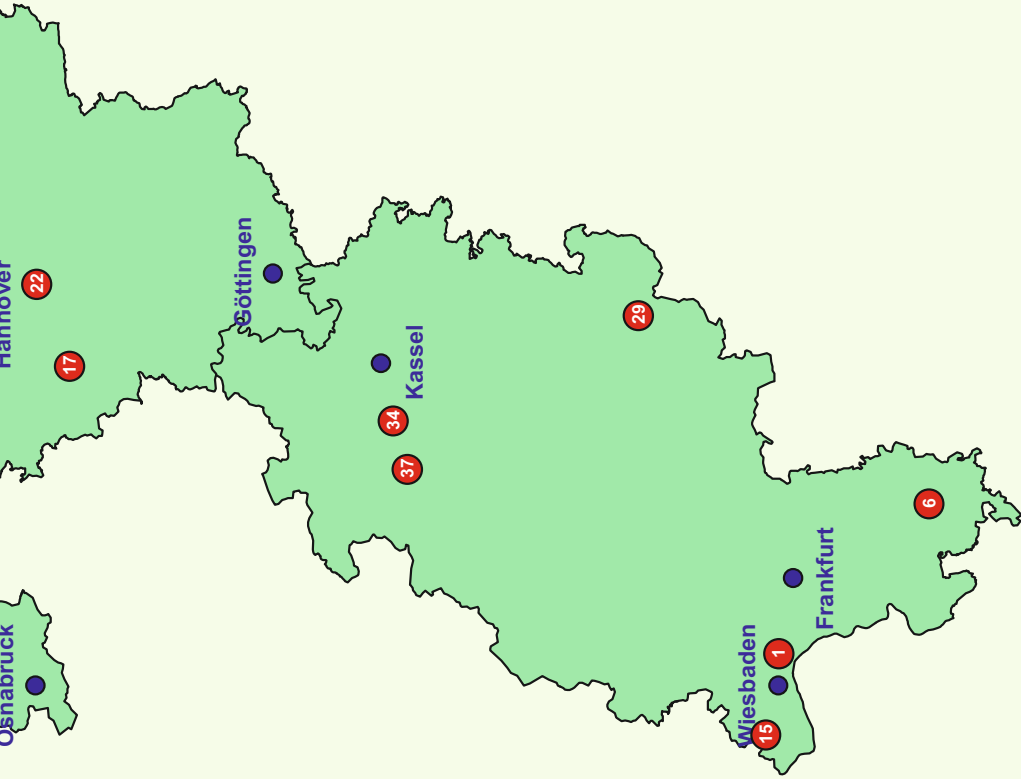 Osnabrück
Hannover
22
17
Göttingen
Kassel
34
37
29
Wiesbaden
15
1
Frankfurt
6